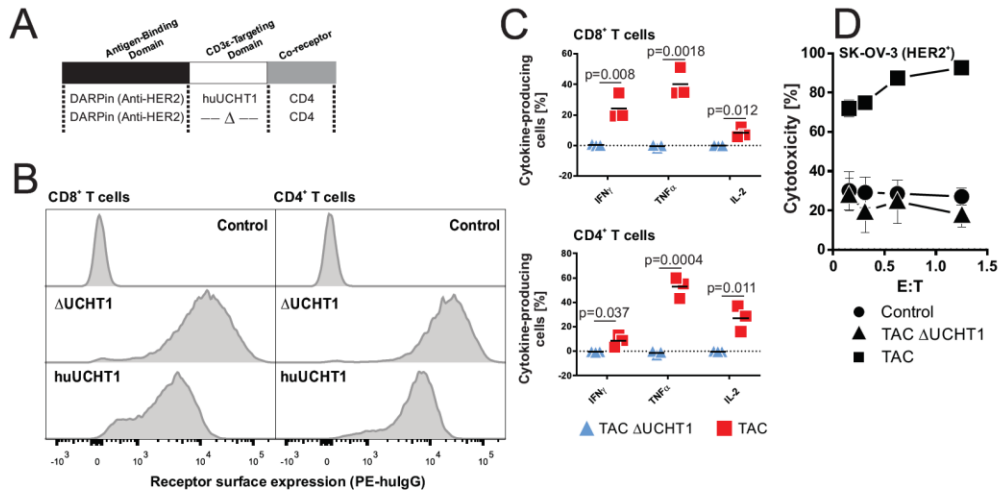 A
Antigen-Binding
Domain
CD3ε-Targeting
Domain
Co-receptor
DARPin (Anti-HER2) huUCHT1 CD4
DARPin (Anti-HER2) –– Δ –– CD4
B
CD8⁺ T cells CD4⁺ T cells
Control Control
ΔUCHT1 ΔUCHT1
huUCHT1 huUCHT1
-10³ 0 10³ 10⁴ 10⁵ -10³ 0 10³ 10⁴ 10⁵
Receptor surface expression (PE-huIgG)
C
CD8⁺ T cells
Cytokine-producing
cells [%]
60
40
20
0
20
p=0.008
p=0.0018
p=0.012
IFNγ TNFα IL-2
CD4⁺ T cells
Cytokine-producing
cells [%]
80
60
40
20
0
20
p=0.037
p=0.0004
p=0.011
IFNγ TNFα IL-2
TAC ΔUCHT1 TAC
D
SK-OV-3 (HER2⁺)
Cytotoxicity [%]
100
80
60
40
20
0
0.0 0.5 1.0 1.5
E:T
Control
TAC ΔUCHT1
TAC